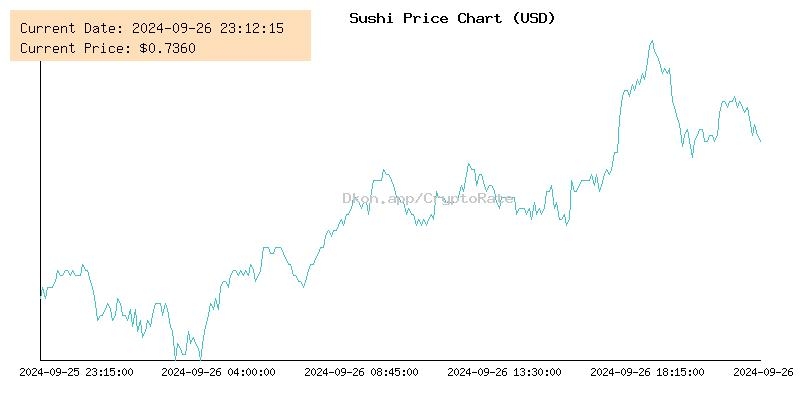 Sushi Price Chart (USD)
Current Date: 2024-09-26 23:12:15
Current Price: $0.7360
Dkon.app/CryptoRate
2024-09-25 23:15:00
2024-09-26 04:00:00
2024-09-26 08:45:00
2024-09-26 13:30:00
2024-09-26 18:15:00
2024-09-26